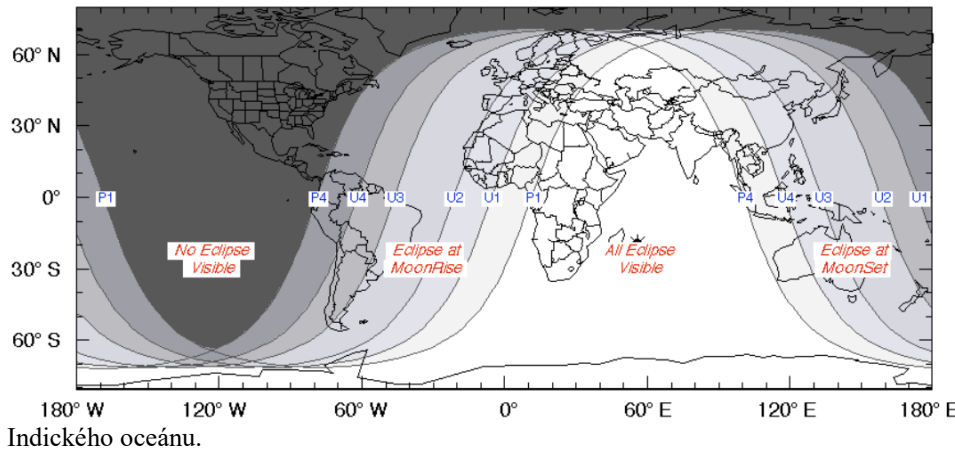 60° N
30° N
0°
30° S
60° S
P1 P4 U4 U3 U2 U1 P1 P4 U4 U3 U2 U1
No Eclipse
Visible
Eclipse at
MoonRise
All Eclipse
Visible
Eclipse at
MoonSet
180° W 120° W 60° W 0° 60° E 120° E 180° E
Indického oceánu.